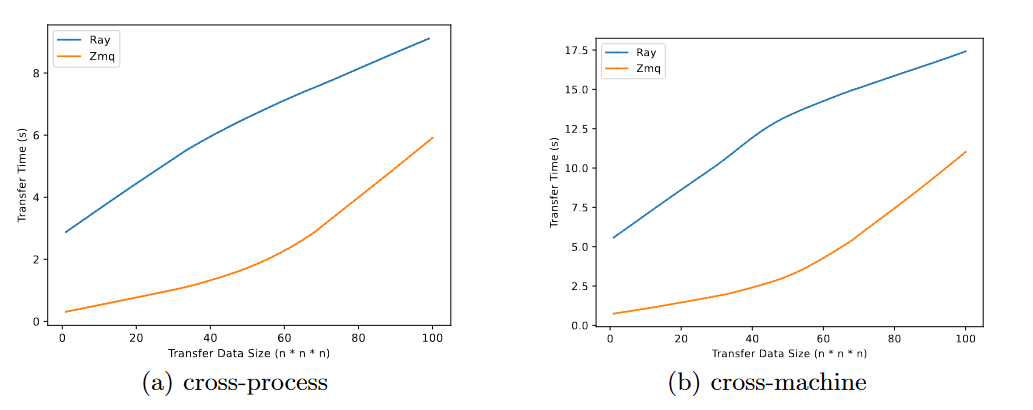 Ray
Zmq
8
6
4
2
0
Transfer Time (s)
0 20 40 60 80 100
Transfer Data Size (n * n * n)
(a) cross-process
Ray
Zmq
17.5
15.0
12.5
10.0
7.5
5.0
2.5
0.0
Transfer Time (s)
0 20 40 60 80 100
Transfer Data Size (n * n * n)
(b) cross-machine